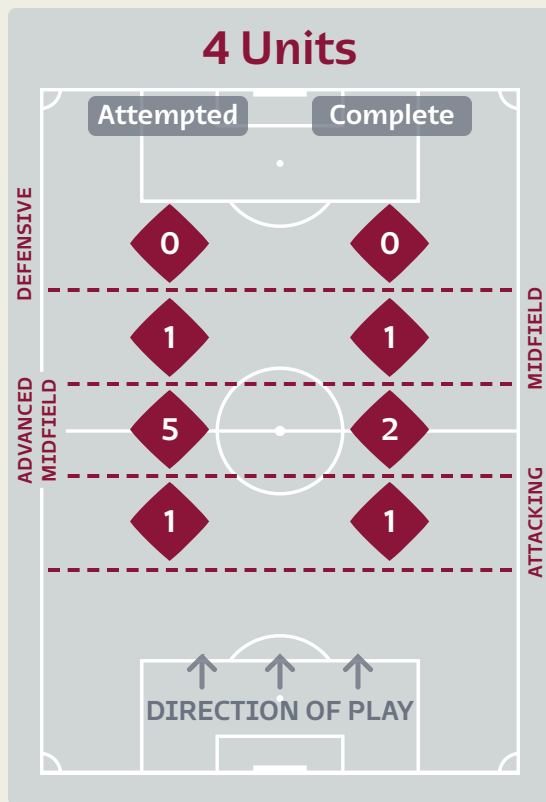 4 Units
Attempted Complete
DEFENSIVE
0 0
MIDFIELD
1 1
ADVANCED
MIDFIELD
5 2
ATTACKING
1 1
DIRECTION OF PLAY